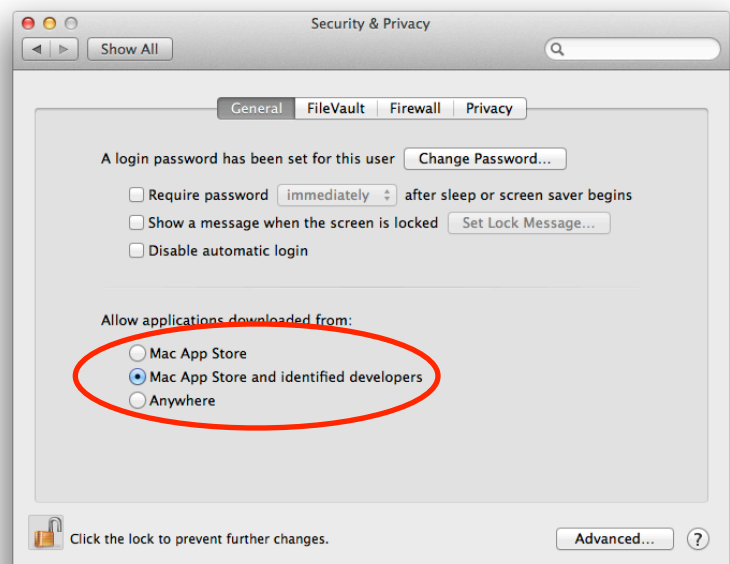 Security & Privacy
Show All
General FileVault Firewall Privacy
A login password has been set for this user Change Password...
Require password immediately after sleep or screen saver begins
Show a message when the screen is locked Set Lock Message...
Disable automatic login
Allow applications downloaded from:
Mac App Store
Mac App Store and identified developers
Anywhere
Click the lock to prevent further changes. Advanced... ?